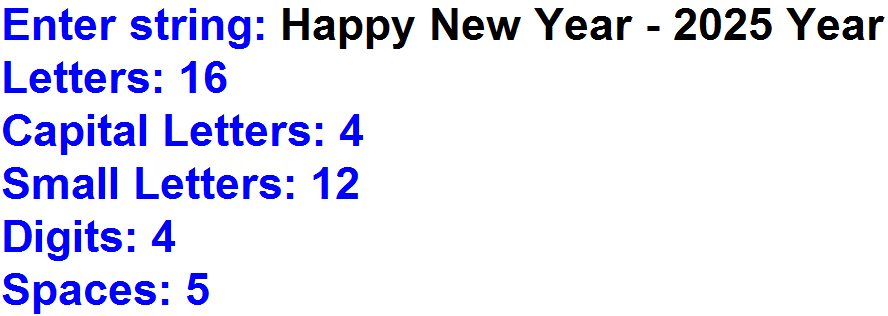 Enter string: Happy New Year - 2025 Year
Letters: 16
Capital Letters: 4
Small Letters: 12
Digits: 4
Spaces: 5